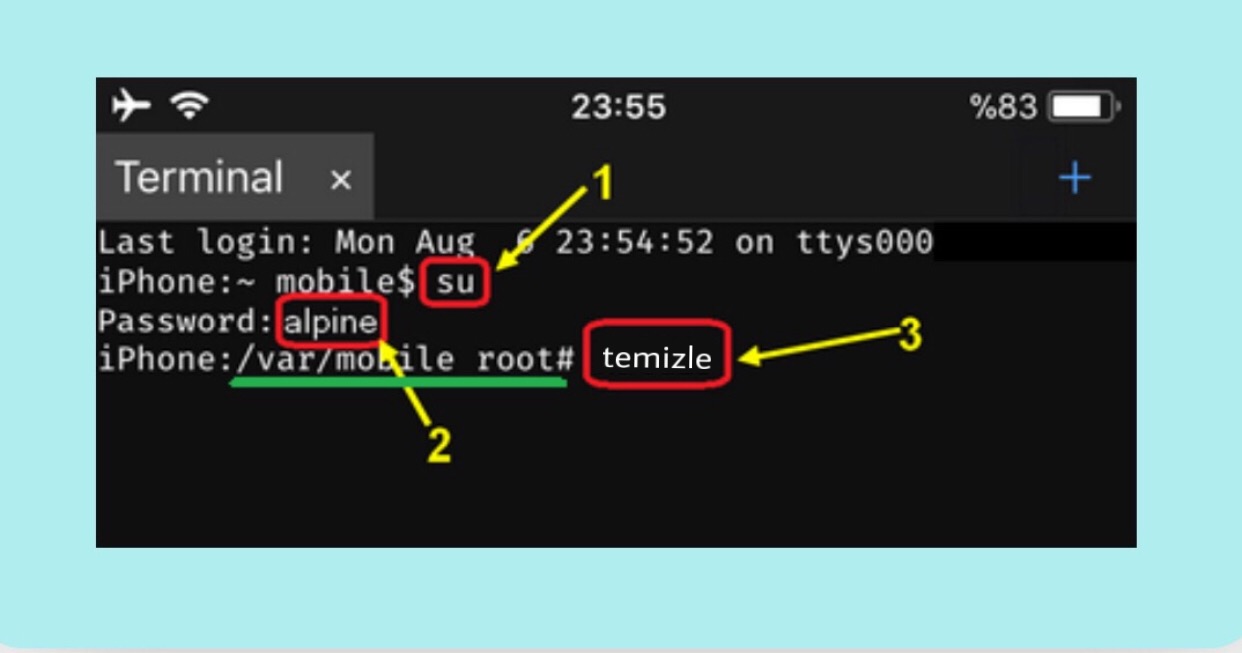 23:55 %83
Terminal ×
1
Last login: Mon Aug 6 23:54:52 on ttys000
iPhone:~ mobile$ su
Password: alpine
iPhone:/var/mobile root# temizle
3
2